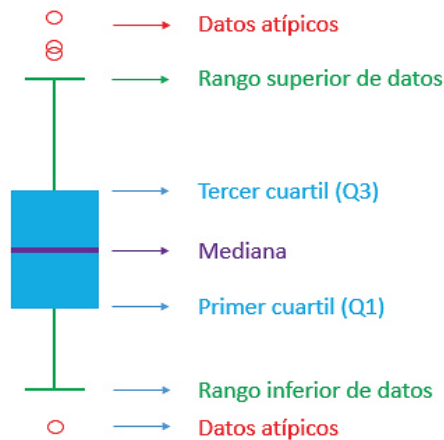 Datos atípicos
Rango superior de datos
Tercer cuartil (Q3)
Mediana
Primer cuartil (Q1)
Rango inferior de datos
Datos atípicos